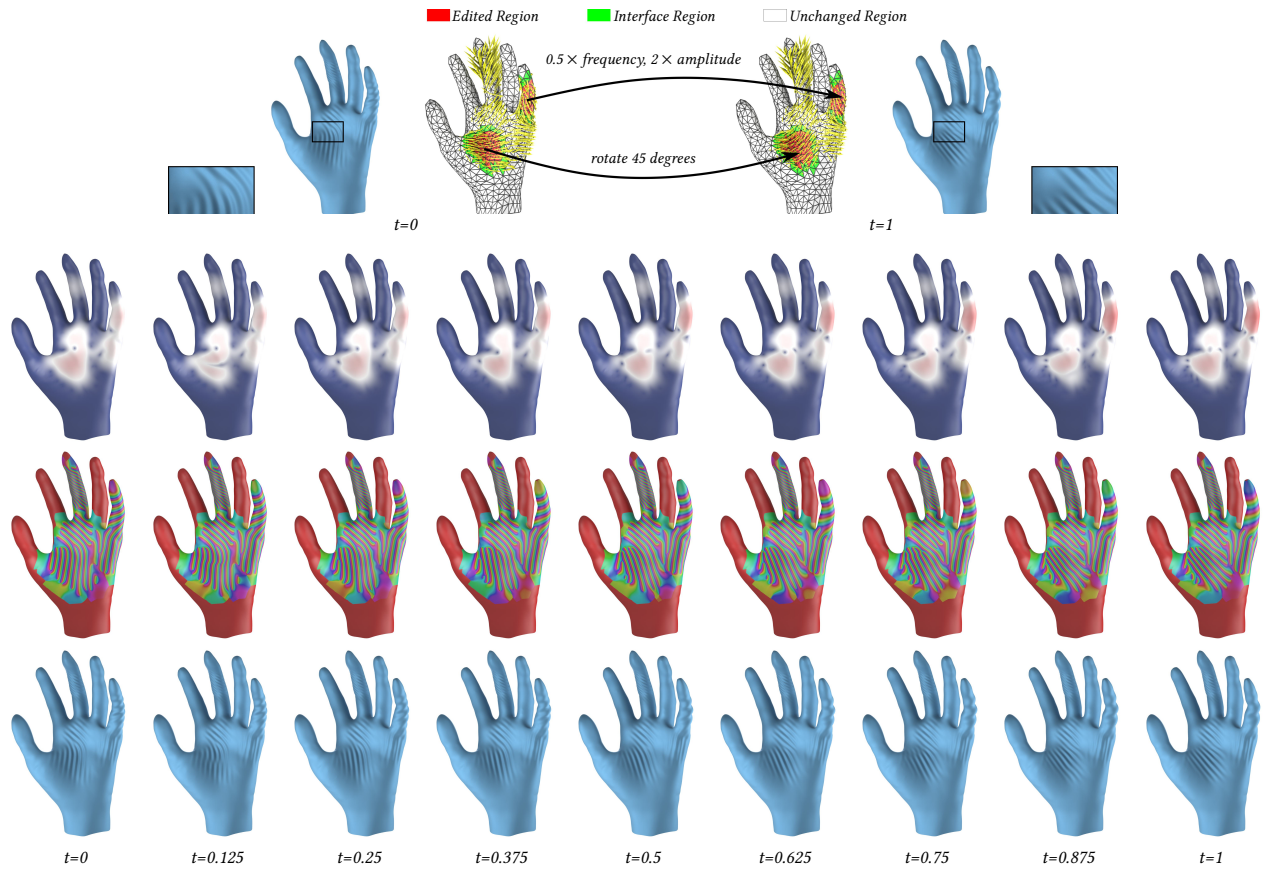 Edited Region Interface Region Unchanged Region
0.5 × frequency, 2 × amplitude
rotate 45 degrees
t=0 t=1
t=0 t=0.125 t=0.25 t=0.375 t=0.5 t=0.625 t=0.75 t=0.875 t=1